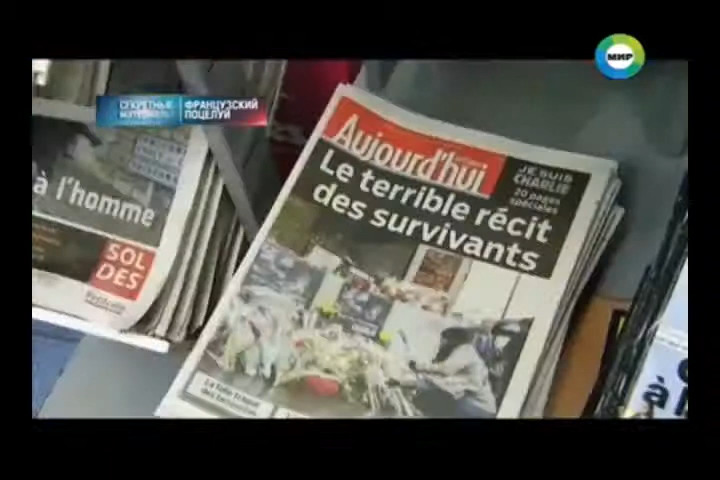 МИР
СЕКРЕТНЫЕ
МАТЕРИАЛЫ
ФРАНЦУЗСКИЙ
ПОЦЕЛУЙ
à l'homme
SOL
DES
Aujourd'hui
JE SUIS
CHARLIE
20 pages
spéciales
Le terrible récit
des survivants
à l